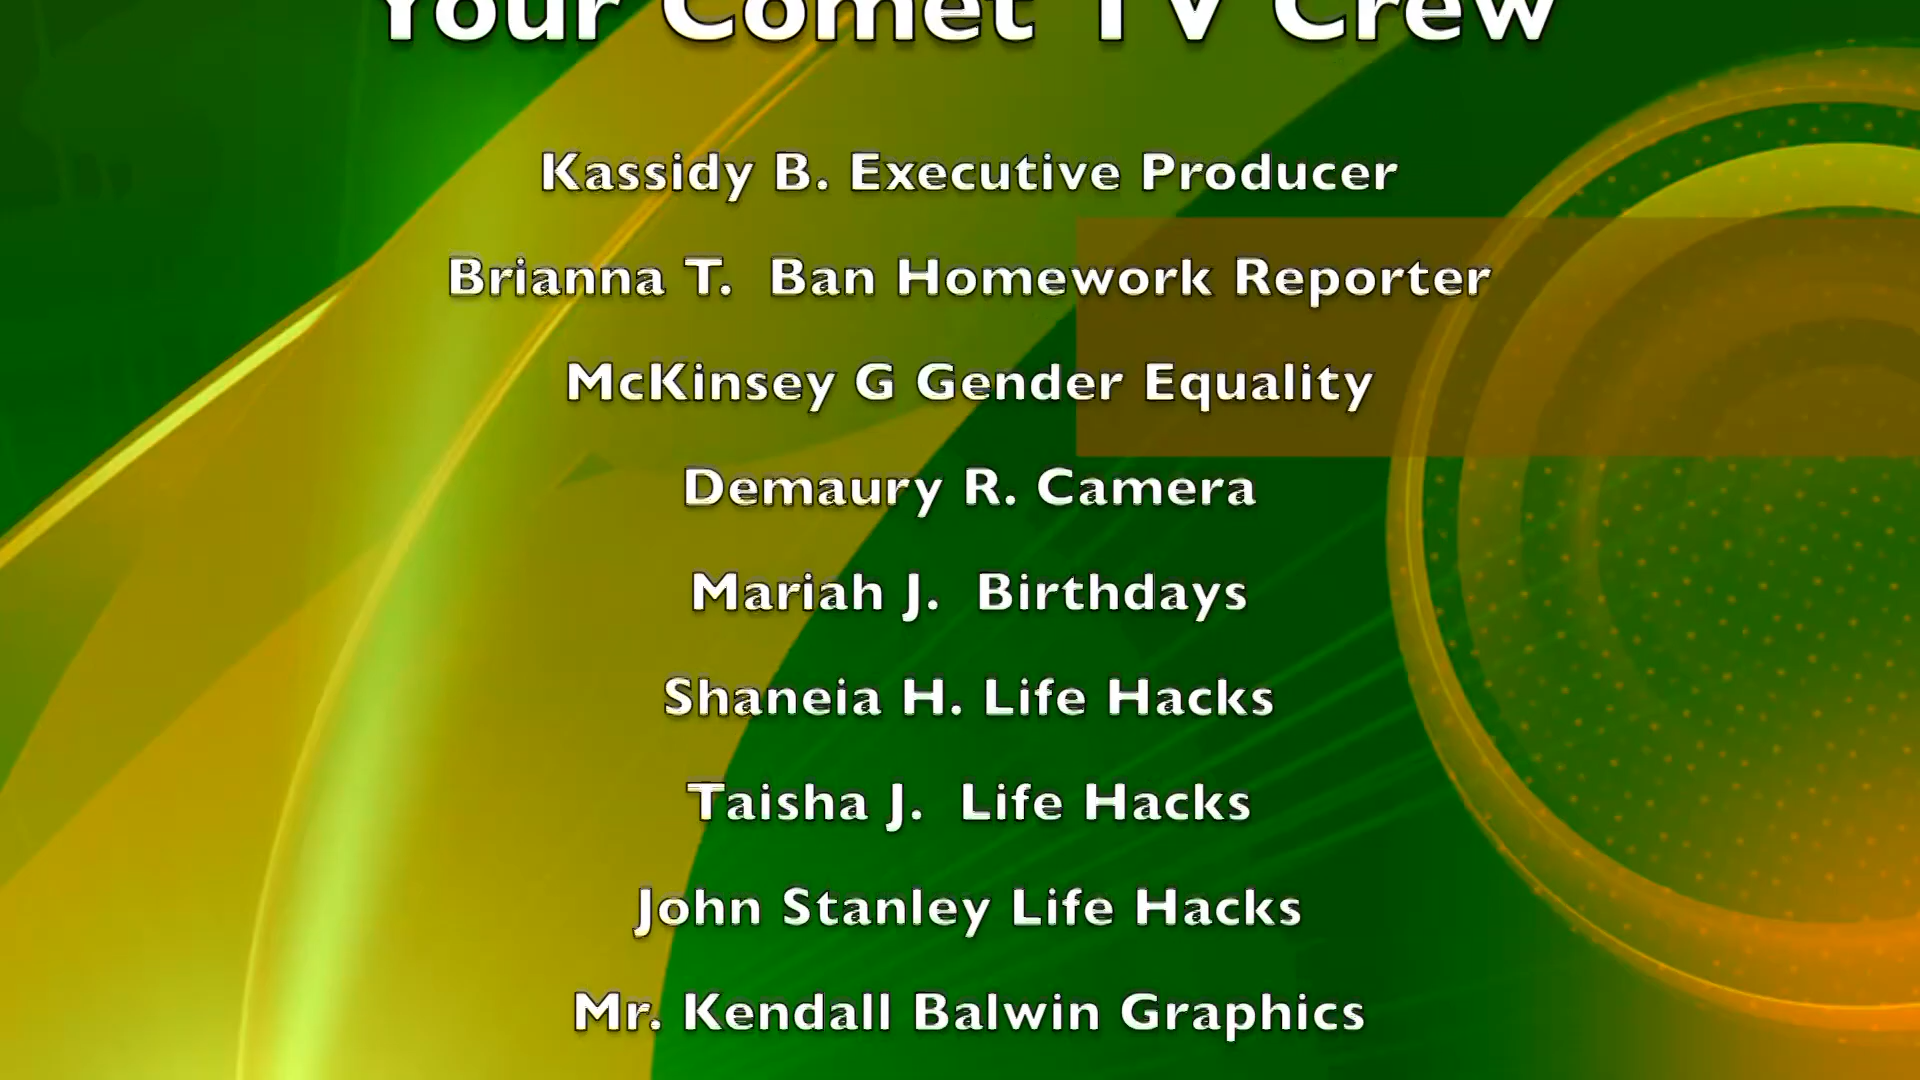 Your Comet TV Crew
Kassidy B. Executive Producer
Brianna T. Ban Homework Reporter
McKinsey G Gender Equality
Demaury R. Camera
Mariah J. Birthdays
Shaneia H. Life Hacks
Taisha J. Life Hacks
John Stanley Life Hacks
Mr. Kendall Balwin Graphics